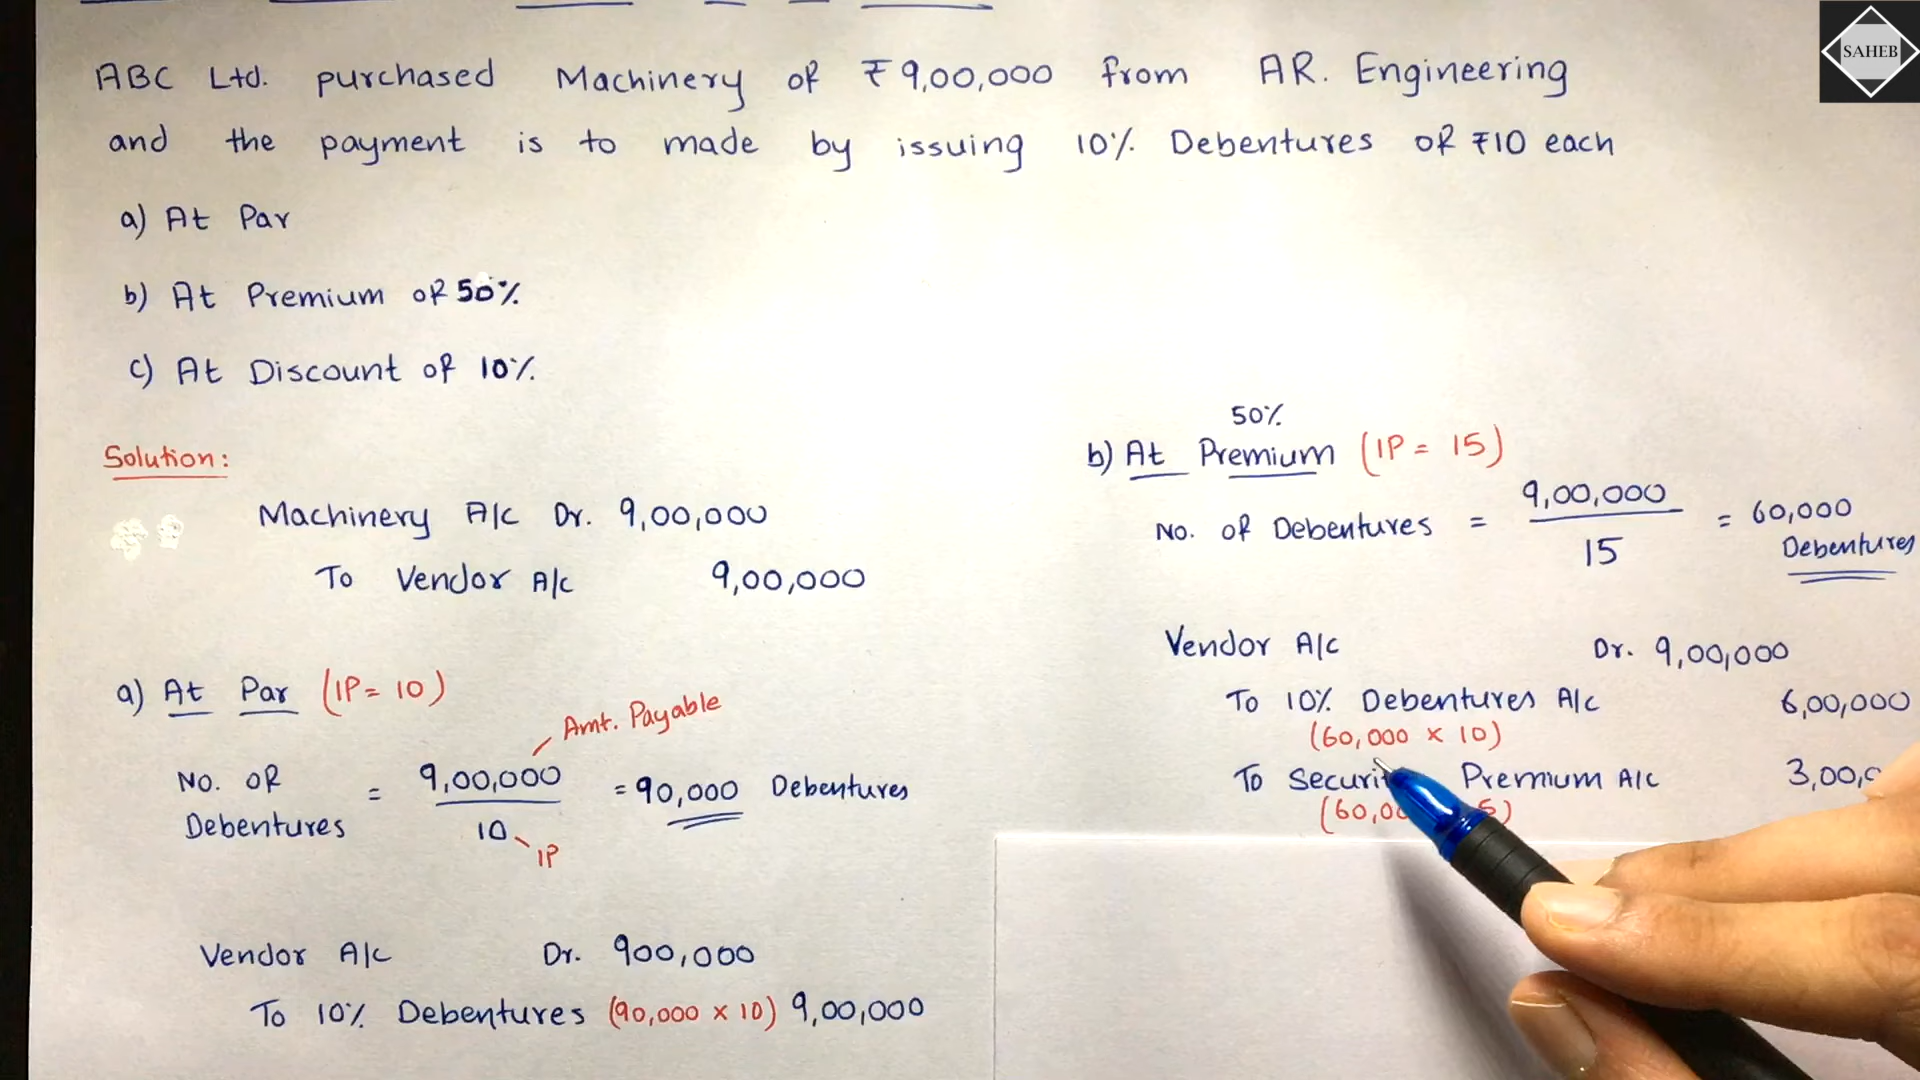 SAHEB
ABC Ltd. purchased Machinery of ₹9,00,000 from AR. Engineering
and the payment is to made by issuing 10% Debentures of ₹10 each
a) At Par
b) At Premium of 50%
c) At Discount of 10%
Solution:
Machinery A/c Dr. 9,00,000
To Vendor A/c 9,00,000
a) At Par (IP = 10)
Amt. Payable
No. of
Debentures
=
9,00,000
10
IP
= 90,000 Debentures
Vendor A/c Dr. 900,000
To 10% Debentures (90,000 × 10) 9,00,000
50%
b) At Premium (IP = 15)
No. of Debentures =
9,00,000
15
= 60,000
Debentures
Vendor A/c Dr. 9,00,000
To 10% Debentures A/c 6,00,000
(60,000 × 10)
To Premium A/c